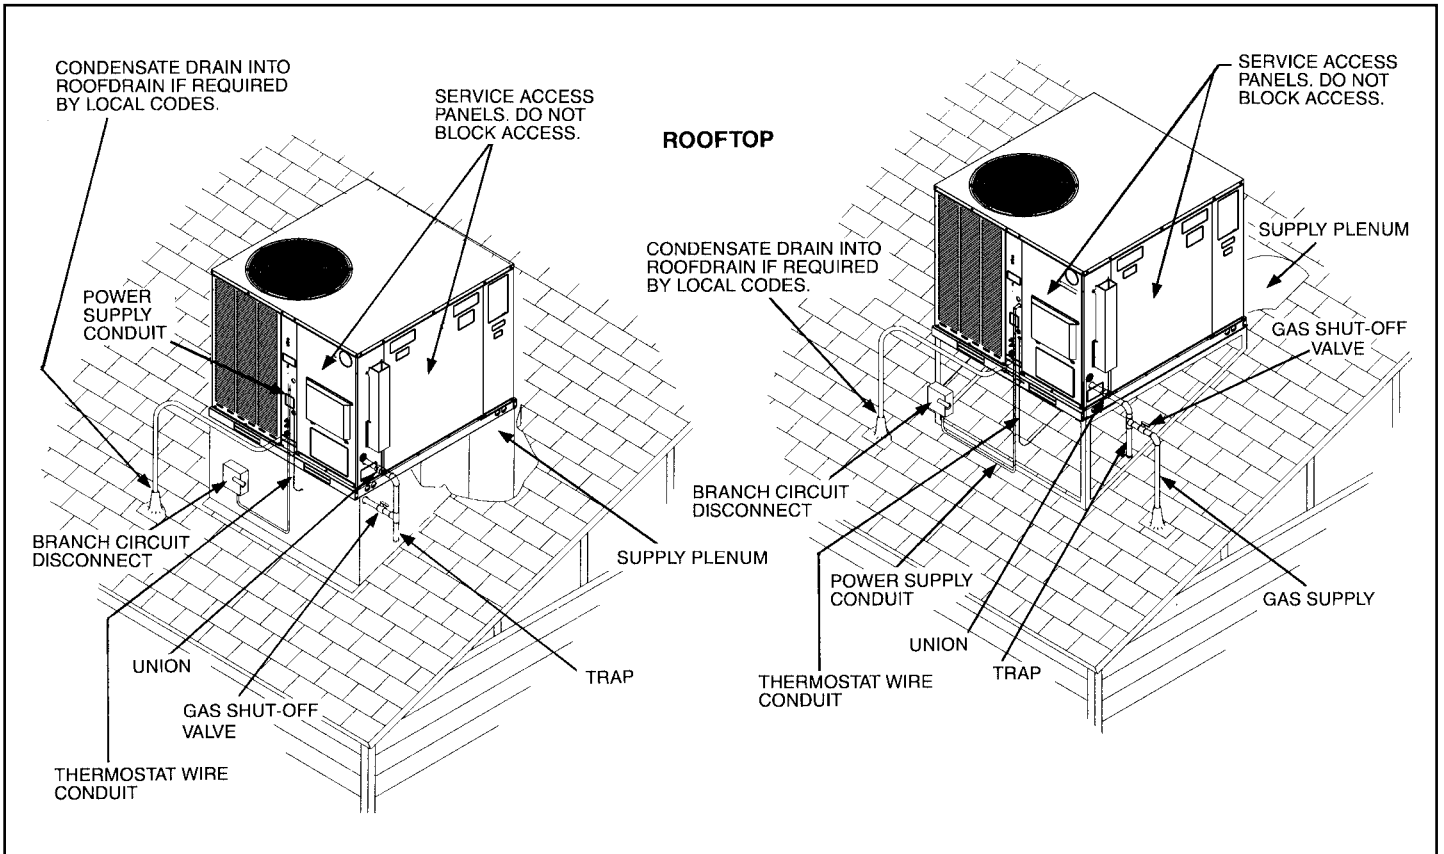 CONDENSATE DRAIN INTO
ROOFDRAIN IF REQUIRED
BY LOCAL CODES.
SERVICE ACCESS
PANELS. DO NOT
BLOCK ACCESS.
POWER
SUPPLY
CONDUIT
BRANCH CIRCUIT
DISCONNECT
SUPPLY PLENUM
UNION
TRAP
GAS SHUT-OFF
VALVE
THERMOSTAT WIRE
CONDUIT
ROOFTOP
SERVICE ACCESS
PANELS. DO NOT
BLOCK ACCESS.
SUPPLY PLENUM
CONDENSATE DRAIN INTO
ROOFDRAIN IF REQUIRED
BY LOCAL CODES.
GAS SHUT-OFF
VALVE
BRANCH CIRCUIT
DISCONNECT
POWER SUPPLY
CONDUIT
GAS SUPPLY
UNION
TRAP
THERMOSTAT WIRE
CONDUIT